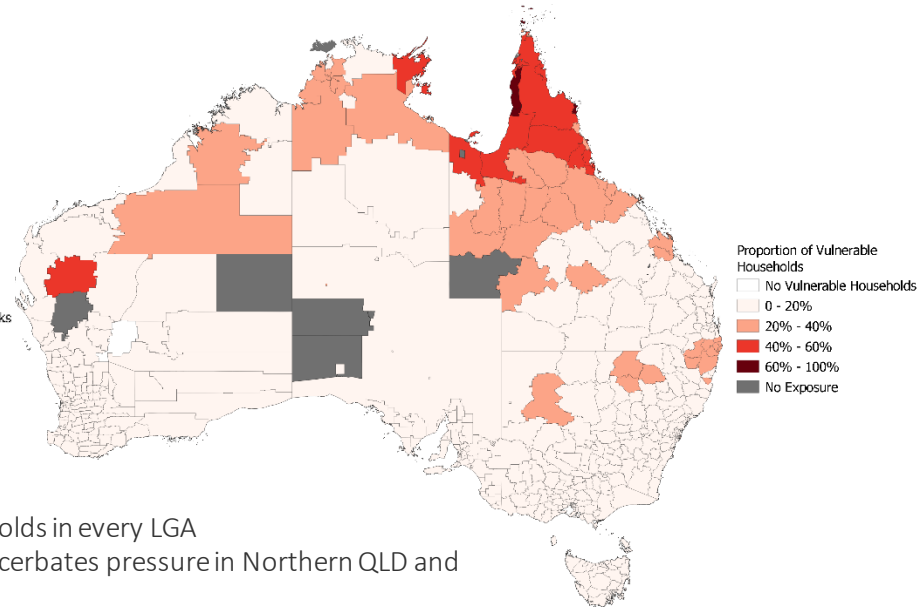 Proportion of Vulnerable
Households
No Vulnerable Households
0 - 20%
20% - 40%
40% - 60%
60% - 100%
No Exposure
ks
olds in every LGA
cerbates pressure in Northern QLD and